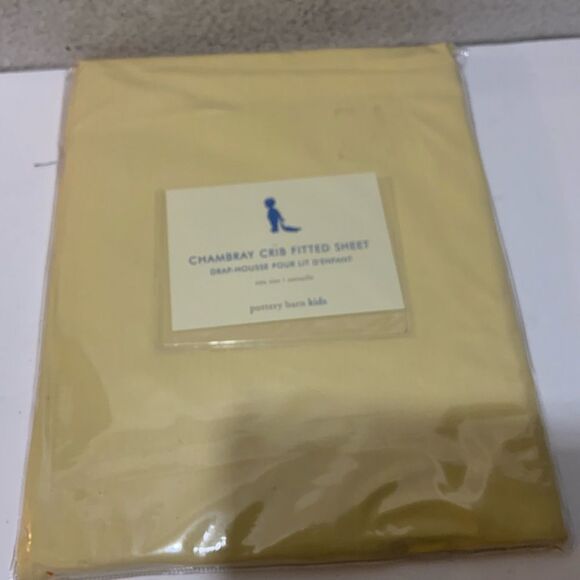 CHAMBRAY CRIB FITTED SHEET
DRAP-HOUSSE POUR LIT D'ENFANT
pottery barn kids